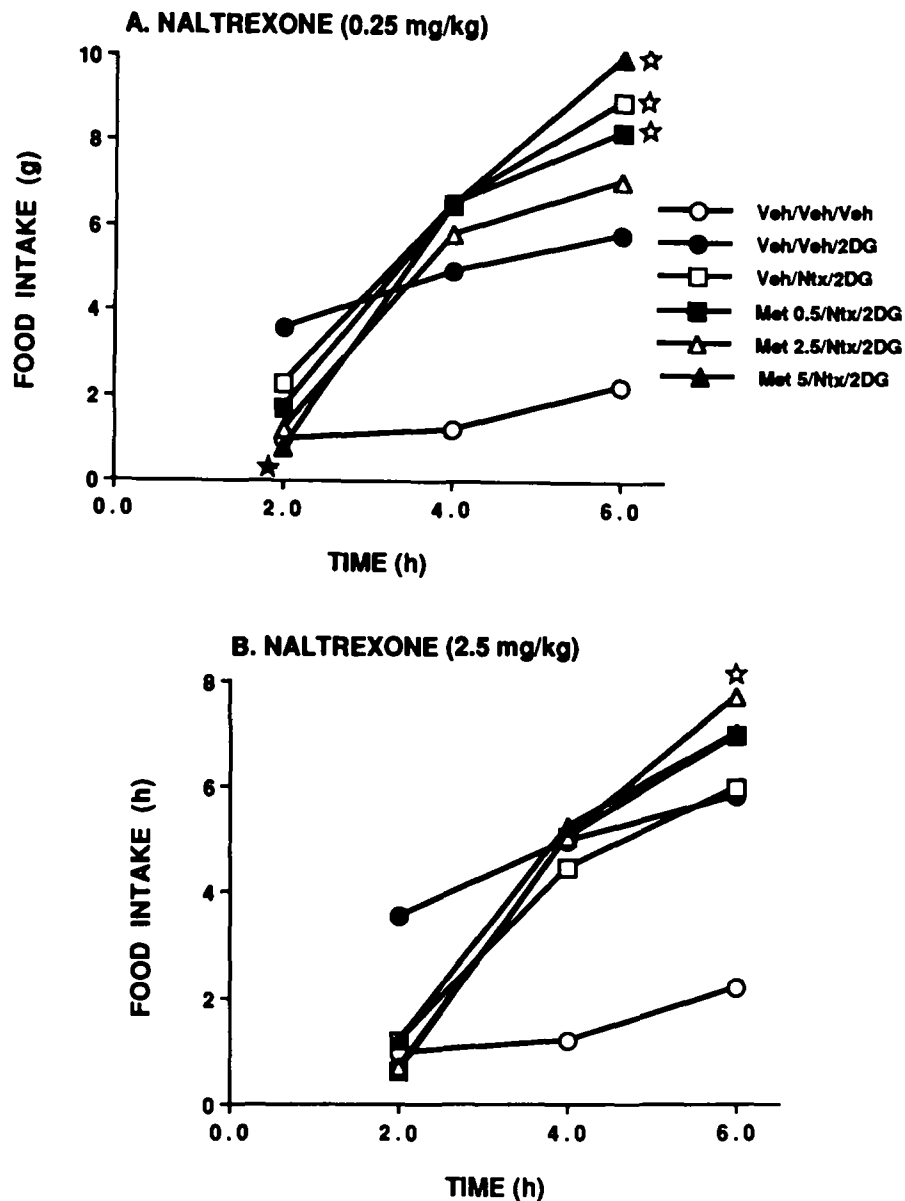 A. NALTREXONE (0.25 mg/kg)
10
8
6
4
2
0
FOOD INTAKE (g)
0.0 2.0 4.0 6.0
TIME (h)
Veh/Veh/Veh
Veh/Veh/2DG
Veh/Ntx/2DG
Met 0.5/Ntx/2DG
Met 2.5/Ntx/2DG
Met 5/Ntx/2DG
B. NALTREXONE (2.5 mg/kg)
8
6
4
2
0
FOOD INTAKE (h)
0.0 2.0 4.0 6.0
TIME (h)